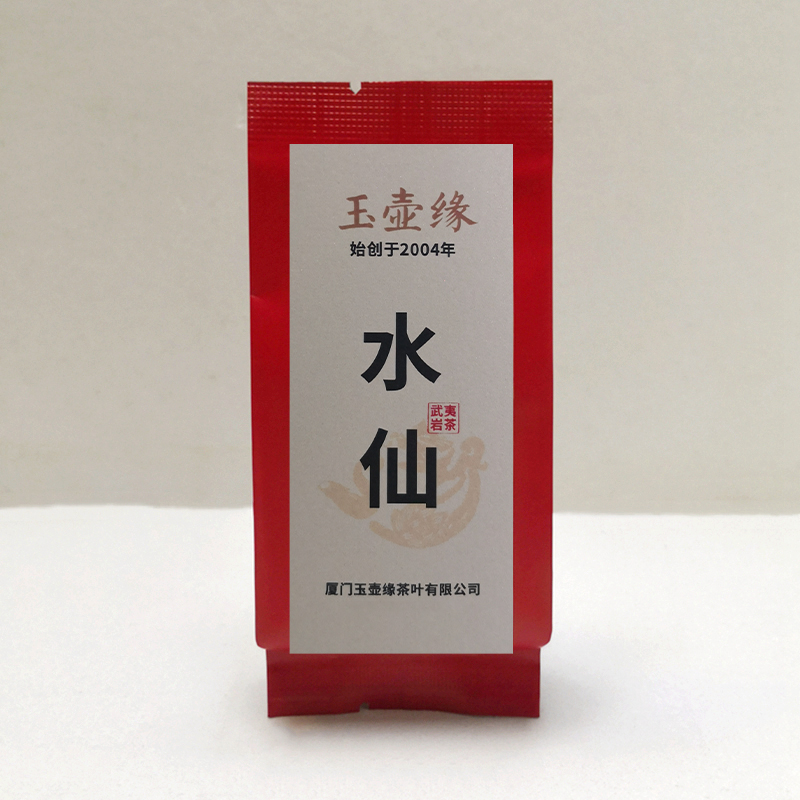 玉壶缘
始创于2004年
水
仙
武夷
岩茶
厦门玉壶缘茶叶有限公司